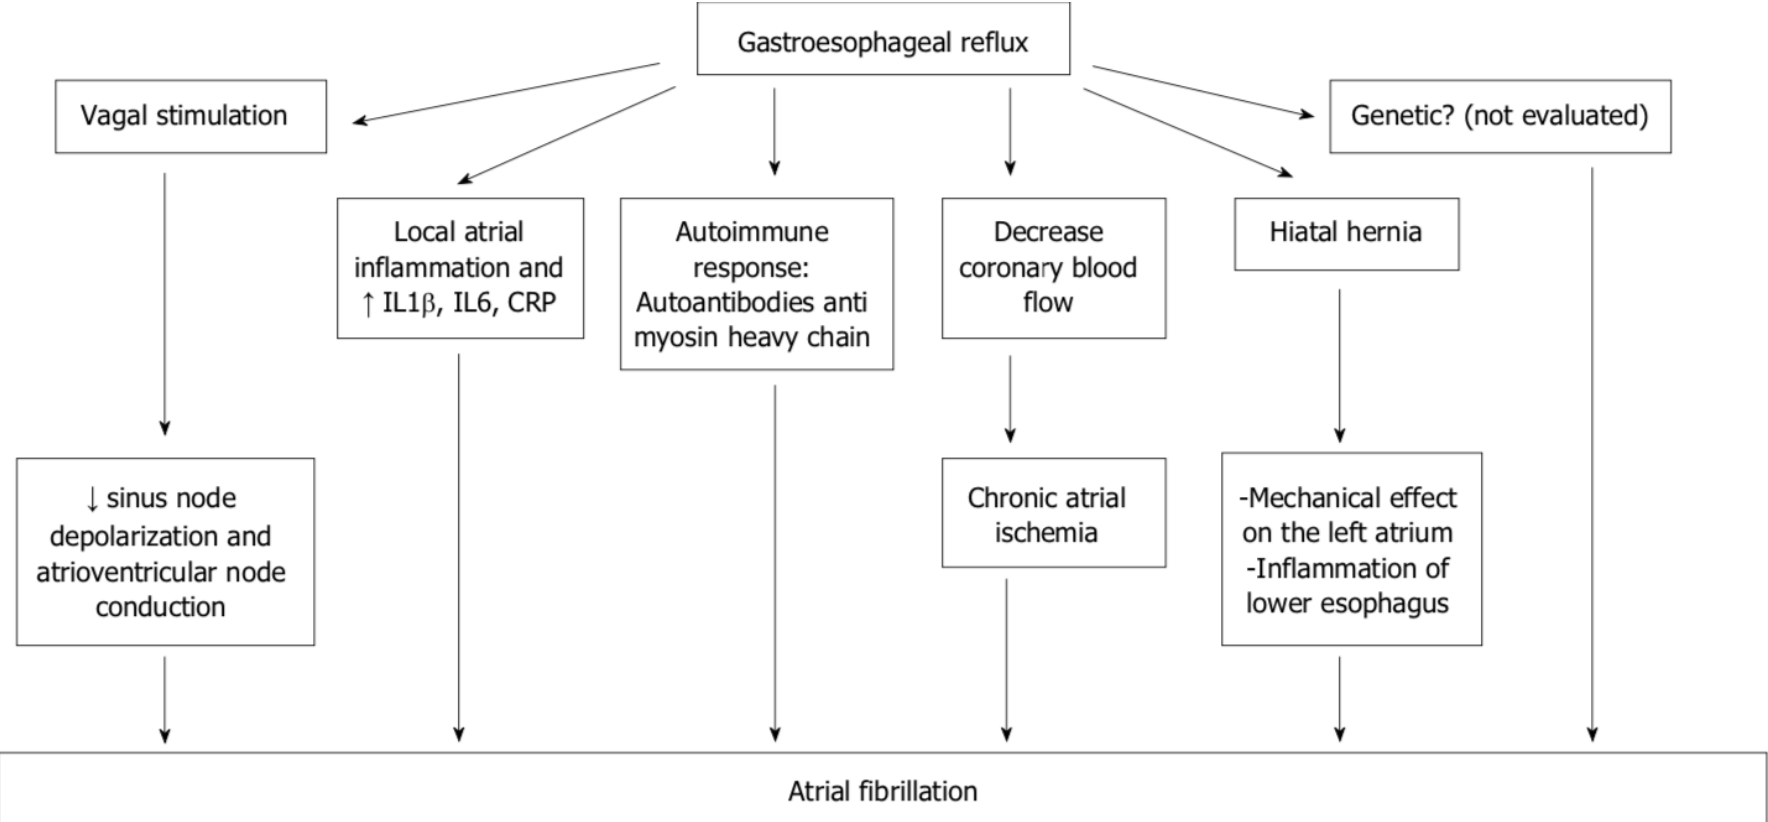 Gastroesophageal reflux
Vagal stimulation
Genetic? (not evaluated)
Local atrial
inflammation and
↑ IL1β, IL6, CRP
Autoimmune
response:
Autoantibodies anti
myosin heavy chain
Decrease
coronary blood
flow
Hiatal hernia
↓ sinus node
depolarization and
atrioventricular node
conduction
Chronic atrial
ischemia
-Mechanical effect
on the left atrium
-Inflammation of
lower esophagus
Atrial fibrillation